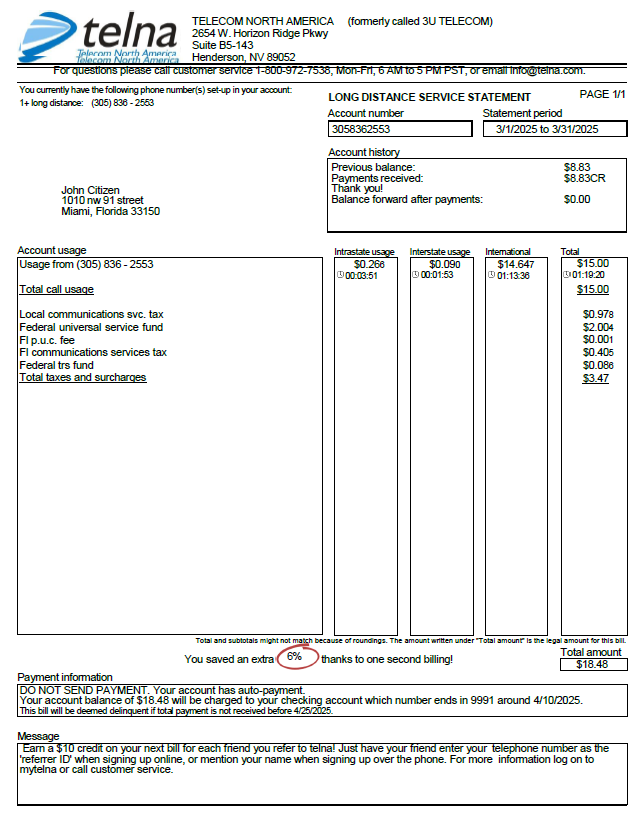 telna
Telecom North America
TELECOM NORTH AMERICA (formerly called 3U TELECOM)
2654 W. Horizon Ridge Pkwy
Suite B5-143
Henderson, NV 89052
For questions please call customer service 1-800-972-7538, Mon-Fri, 6 AM to 5 PM PST, or email info@telna.com.
You currently have the following phone number(s) set-up in your account:
1+ long distance: (305) 836 - 2553
LONG DISTANCE SERVICE STATEMENT PAGE 1/1
Account number Statement period
3058362553 3/1/2025 to 3/31/2025
Account history
Previous balance: $8.83
Payments received: $8.83CR
Thank you!
Balance forward after payments: $0.00
John Citizen
1010 nw 91 street
Miami, Florida 33150
Account usage Intrastate usage Interstate usage International Total
Usage from (305) 836 - 2553 $0.266 $0.090 $14.647 $15.00
00:03:51 00:01:53 01:13:36 01:19:20
Total call usage $15.00
Local communications svc. tax $0.978
Federal universal service fund $2.004
Fl p.u.c. fee $0.001
Fl communications services tax $0.405
Federal trs fund $0.086
Total taxes and surcharges $3.47
Total and subtotals might not match because of roundings. The amount written under "Total amount" is the legal amount for this bill.
You saved an extra 6% thanks to one second billing!
Total amount
$18.48
Payment information
DO NOT SEND PAYMENT. Your account has auto-payment.
Your account balance of $18.48 will be charged to your checking account which number ends in 9991 around 4/10/2025.
This bill will be deemed delinquent if total payment is not received before 4/25/2025.
Message
Earn a $10 credit on your next bill for each friend you refer to telna! Just have your friend enter your telephone number as the
'referrer ID' when signing up online, or mention your name when signing up over the phone. For more information log on to
mytelna or call customer service.